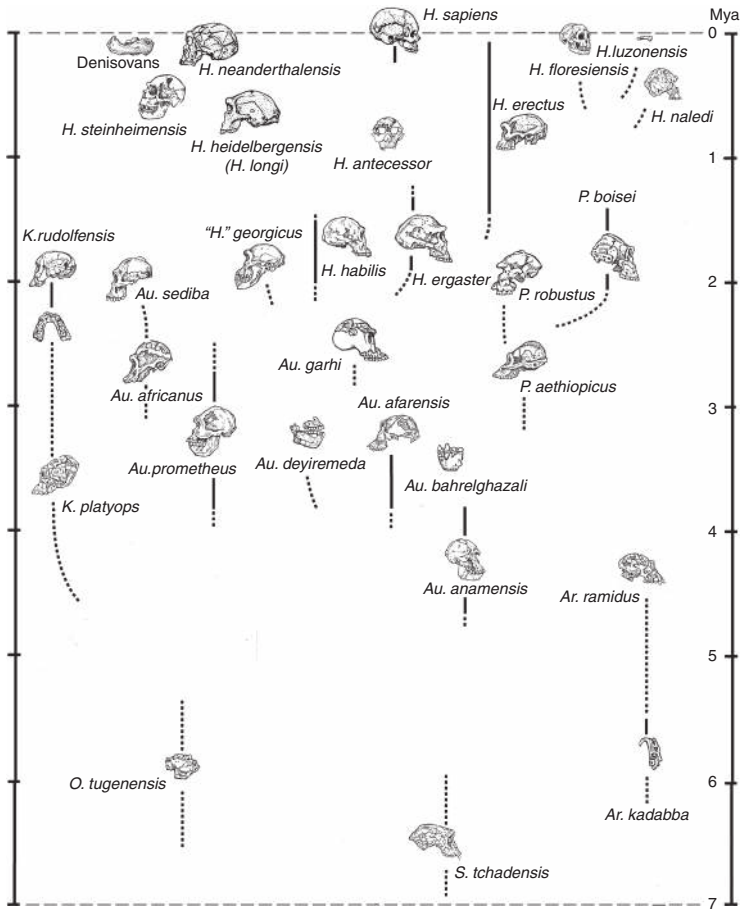 Mya
H. sapiens
0
Denisovans
H. neanderthalensis
H.luzonensis
H. floresiensis
H. steinheimensis
H. erectus
H. naledi
H. heidelbergensis
(H. longi)
H. antecessor
1
P. boisei
K.rudolfensis
“H.” georgicus
H. habilis
H. ergaster
Au. sediba
P. robustus
2
Au. garhi
Au. africanus
P. aethiopicus
Au. afarensis
3
Au.prometheus
Au. deyiremeda
Au. bahrelghazali
K. platyops
4
Au. anamensis
Ar. ramidus
5
O. tugenensis
6
Ar. kadabba
S. tchadensis
7